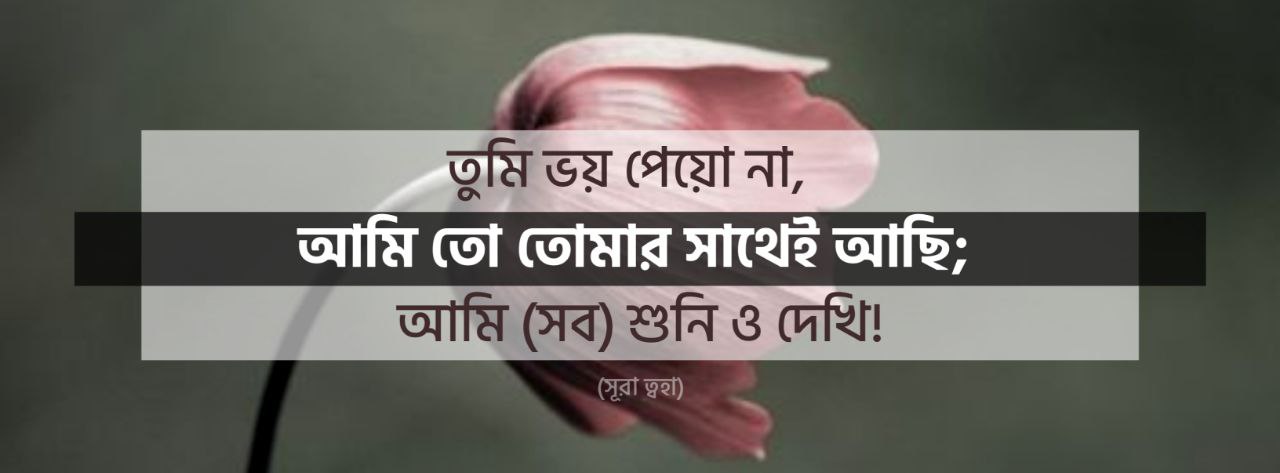 তুমি ভয় পেয়ো না,
আমি তো তোমার সাথেই আছি;
আমি (সব) শুনি ও দেখি!
(সূরা ত্বহা)